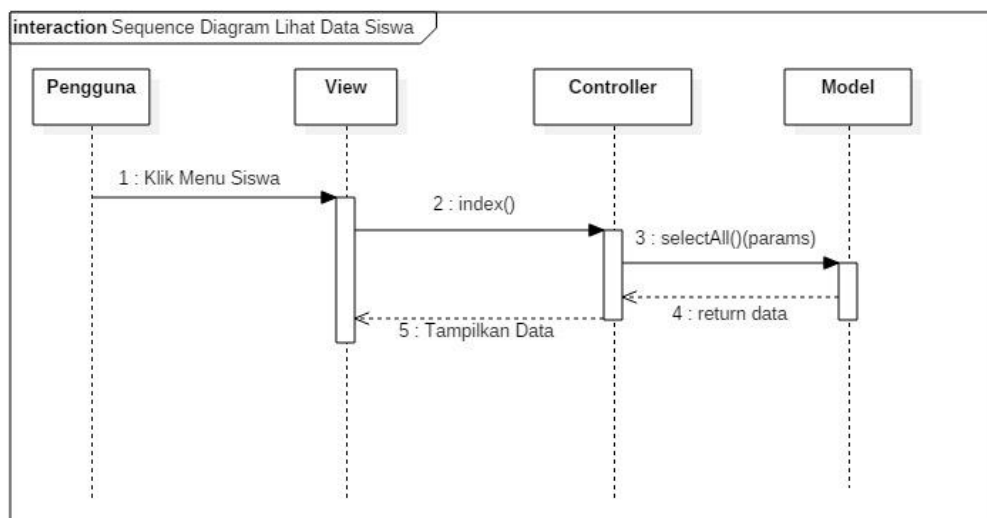 interaction Sequence Diagram Lihat Data Siswa
Pengguna
View
Controller
Model
1 : Klik Menu Siswa
2 : index()
3 : selectAll()(params)
4 : return data
5 : Tampilkan Data